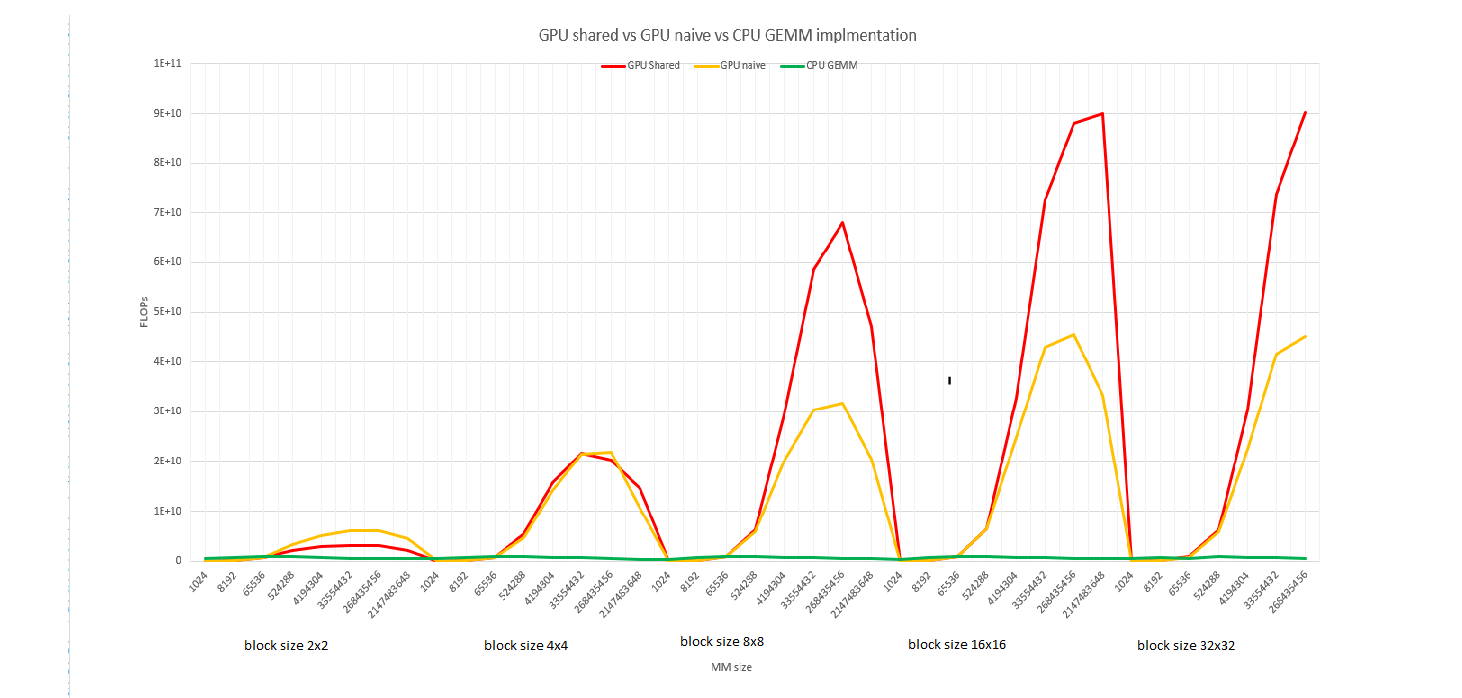 GPU shared vs GPU naive vs CPU GEMM implmentation
GPU Shared GPU naive CPU GEMM
1E+11
9E+10
8E+10
7E+10
6E+10
5E+10
4E+10
3E+10
2E+10
1E+10
0
FLOPs
1024 8192 65536 524288 4194304 33554432 268435456 2147483648 1024 8192 65536 524288 4194304 33554432 268435456 2147483648 1024 8192 65536 524288 4194304 33554432 268435456 2147483648 1024 8192 65536 524288 4194304 33554432 268435456 2147483648 1024 8192 65536 524288 4194304 33554432 268435456
block size 2x2 block size 4x4 block size 8x8 block size 16x16 block size 32x32
MM size